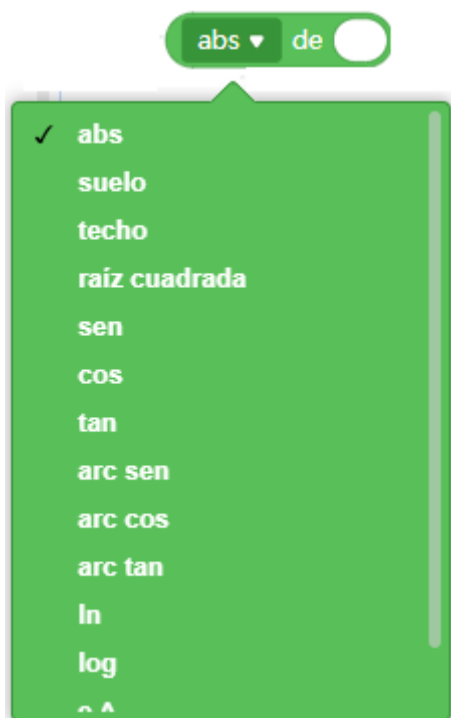 abs de
abs
suelo
techo
raíz cuadrada
sen
cos
tan
arc sen
arc cos
arc tan
ln
log